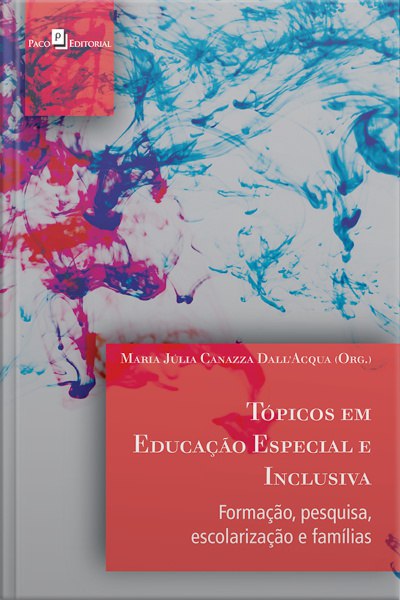 Paco P Editorial
Maria Júlia Canazza Dall'Acqua (Org.)
Tópicos em
Educação Especial e
Inclusiva
Formação, pesquisa,
escolarização e famílias